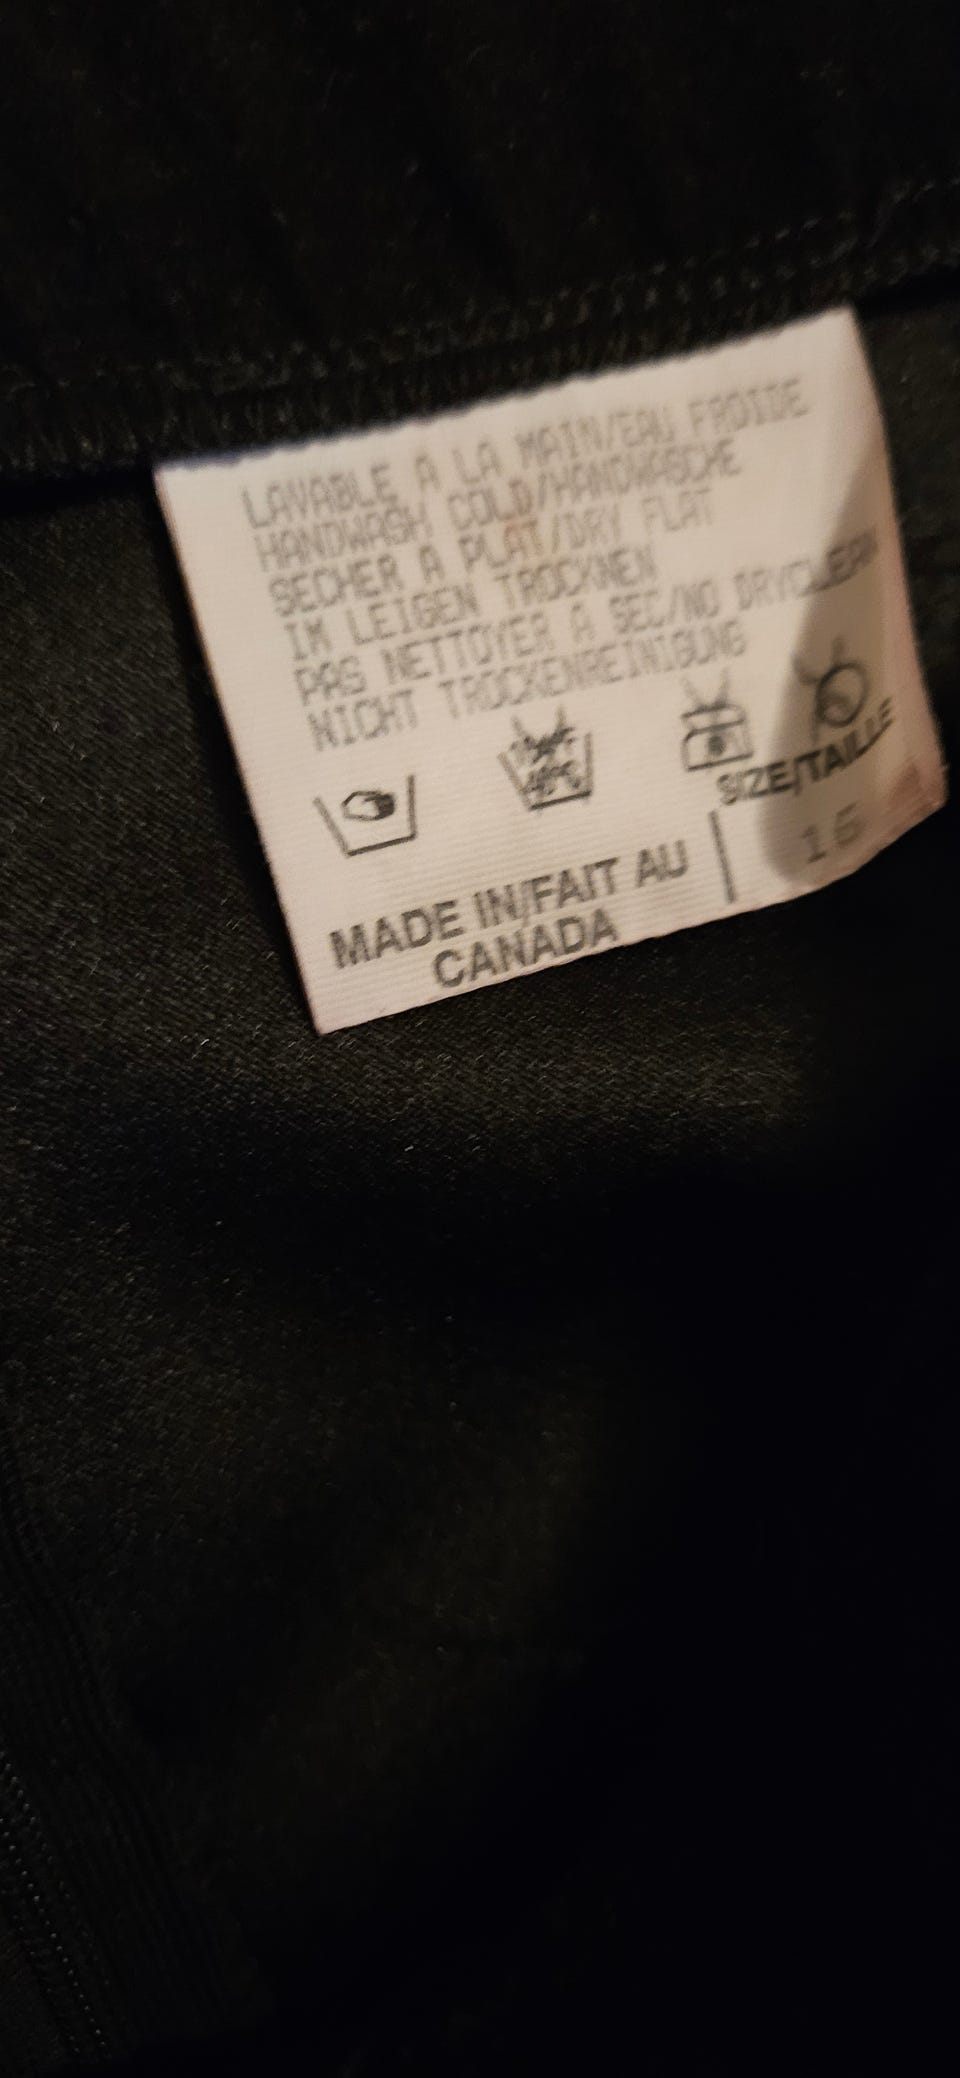 LAVABLE A LA MAIN/EAU FROIDE
HANDWASH COLD/HANDWASCHE
SECHER A PLAT/DRY FLAT
IM LEIGEN TROCKNEN
PAS NETTOYER A SEC/NO DRYCLEAN
NICHT TROCKENREINIGUNG
40°C
SIZE/TAILLE
16
MADE IN/FAIT AU
CANADA